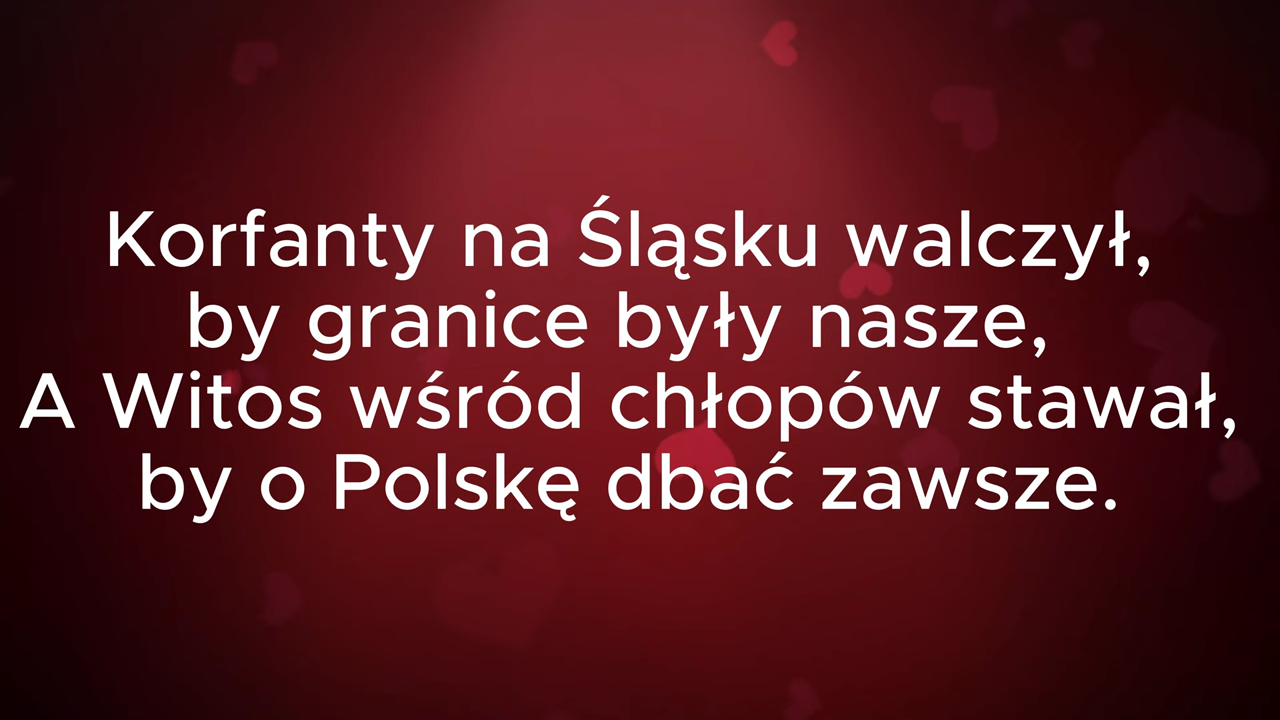 Korfanty na Śląsku walczył,
by granice były nasze,
A Witos wśród chłopów stawał,
by o Polskę dbać zawsze.